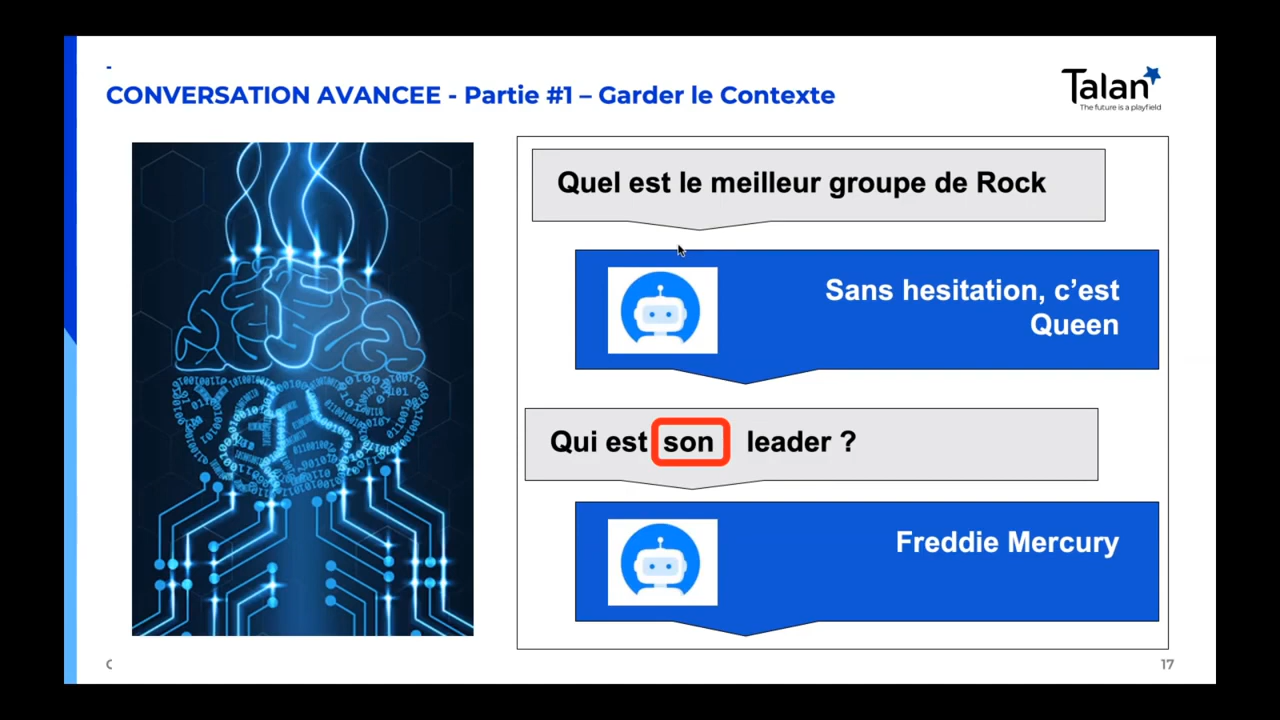 -
CONVERSATION AVANCEE - Partie #1 – Garder le Contexte
Talan
The future is a playfield
Quel est le meilleur groupe de Rock
Sans hesitation, c’est
Queen
Qui est son leader ?
Freddie Mercury
17